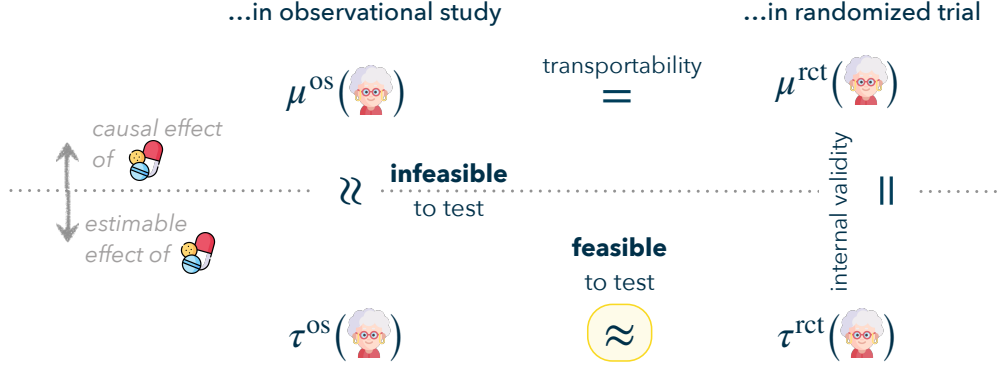 ...in observational study
...in randomized trial
μ^os( )
transportability
=
μ^rct( )
causal effect
of
≈
infeasible
to test
internal validity
=
estimable
effect of
feasible
to test
τ^os( )
≈
τ^rct( )